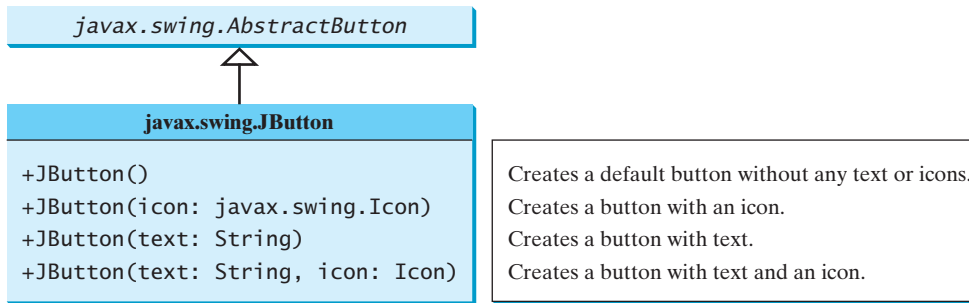 javax.swing.AbstractButton
javax.swing.JButton
+JButton()
+JButton(icon: javax.swing.Icon)
+JButton(text: String)
+JButton(text: String, icon: Icon)
Creates a default button without any text or icons.
Creates a button with an icon.
Creates a button with text.
Creates a button with text and an icon.